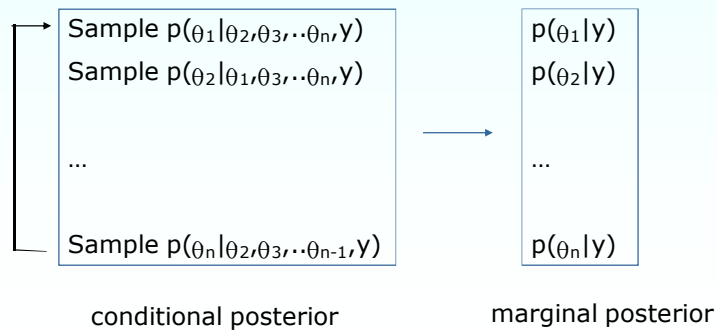 Sample p(θ1|θ2,θ3,..θn,y)
Sample p(θ2|θ1,θ3,..θn,y)
...
Sample p(θn|θ2,θ3,..θn-1,y)
conditional posterior
p(θ1|y)
p(θ2|y)
...
p(θn|y)
marginal posterior